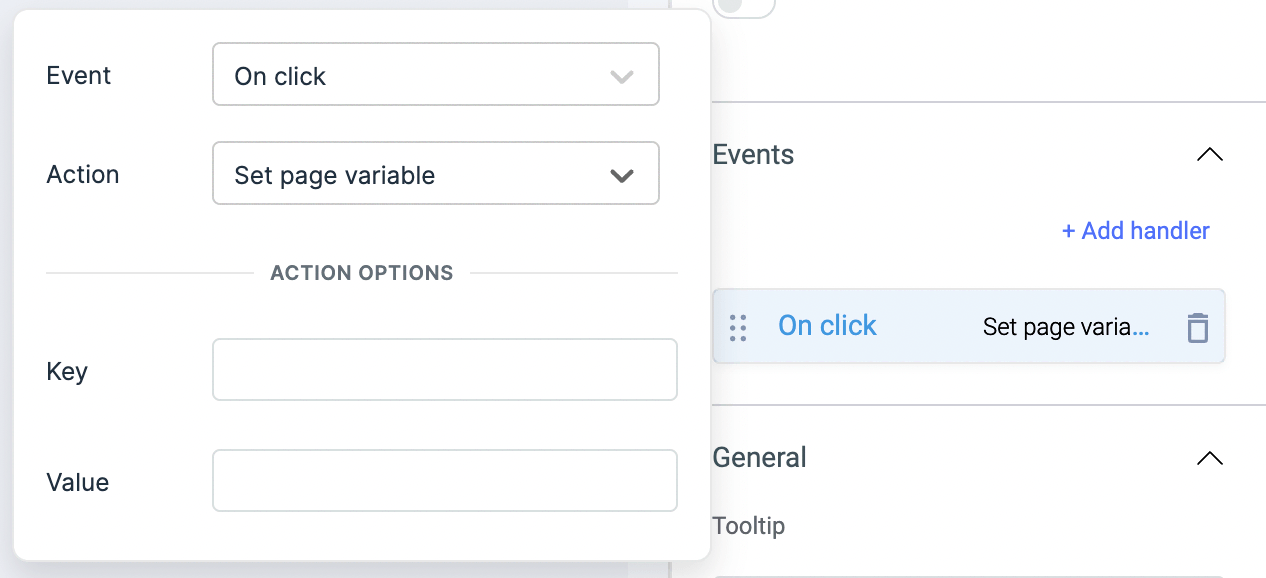 Event
On click
Action
Set page variable
ACTION OPTIONS
Key
Value
Events
+ Add handler
On click
Set page varia...
General
Tooltip